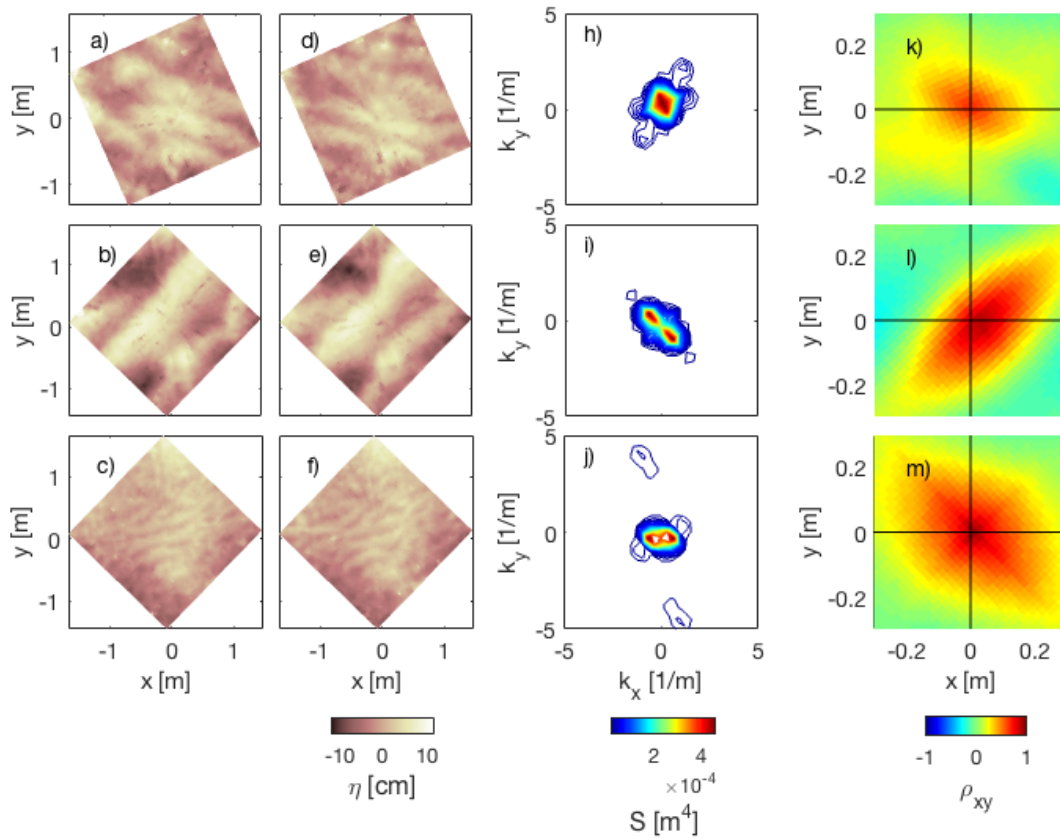 a) d) h) k)
1 0 -1 y [m]
5 0 -5 k_y [1/m]
0.2 0 -0.2 y [m]
b) e) i) l)
1 0 -1 y [m]
5 0 -5 k_y [1/m]
0.2 0 -0.2 y [m]
c) f) j) m)
1 0 -1 y [m]
5 0 -5 k_y [1/m]
0.2 0 -0.2 y [m]
-1 0 1 -1 0 1 -5 0 5 -0.2 0 0.2
x [m] x [m] k_x [1/m] x [m]
-10 0 10 2 4 -1 0 1
×10^-4
η [cm] S [m^4] ρ_xy